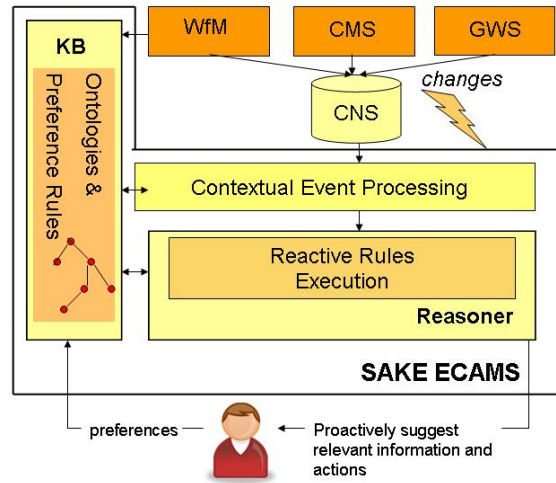 KB
WfM
CMS
GWS
changes
CNS
Ontologies &
Preference Rules
Contextual Event Processing
Reactive Rules
Execution
Reasoner
SAKE ECAMS
preferences
Proactively suggest
relevant information and
actions